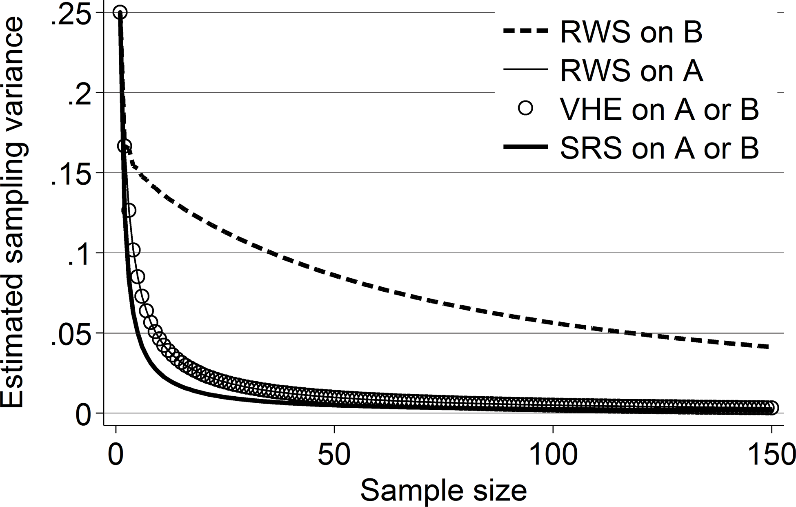 Estimated sampling variance
.25
.2
.15
.1
.05
0
RWS on B
RWS on A
VHE on A or B
SRS on A or B
0 50 100 150
Sample size